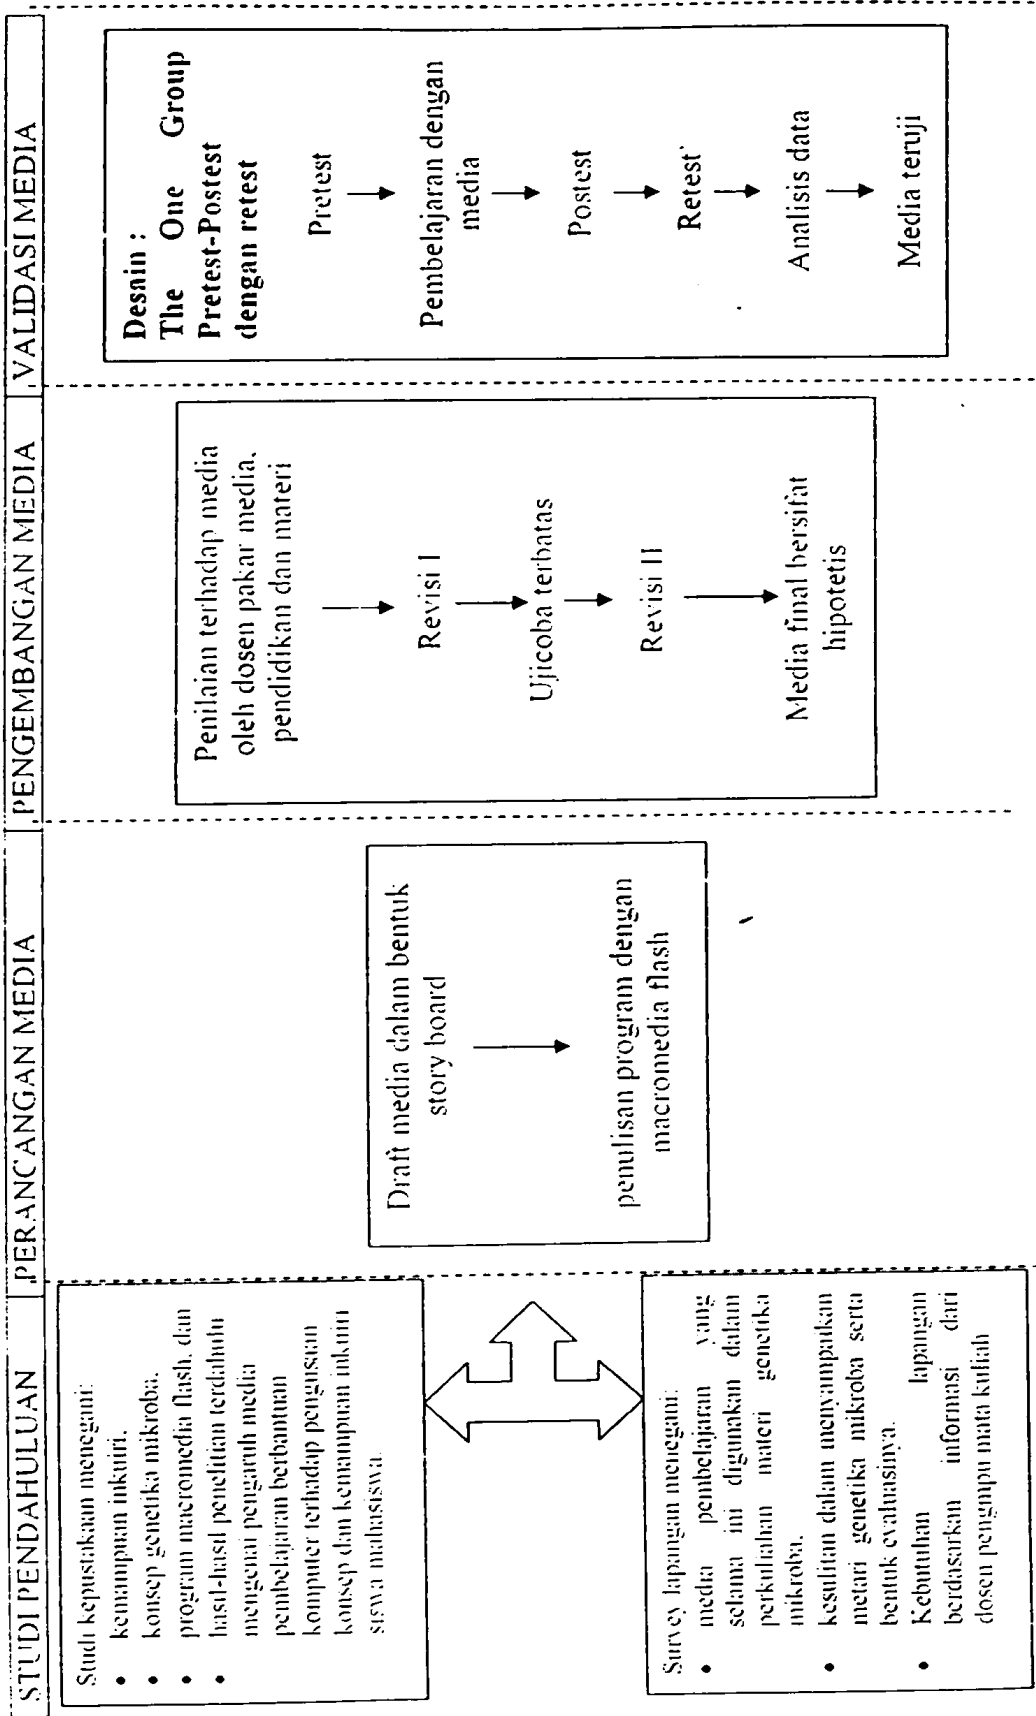 STUDI PENDAHULUAN
PERANCANGAN MEDIA
PENGEMBANGAN MEDIA
VALIDASI MEDIA
Studi kepustakaan menegani:
• kemampuan inkuiri.
• konsep genetika mikroba.
• program macromedia flash, dan
• hasil-hasil penelitian terdahulu
mengenai pengaruh media
pembelajaran berbantuan
komputer terhadap pengusaan
konsep dan kemampuan inkuiri
siswa mahasiswa.
Survey lapangan menegani:
• media pembelajaran yang
selama ini digunakan dalam
perkuliahan materi genetika
mikroba.
• kesulitan dalam menyampaikan
metari genetika mikroba serta
bentuk evaluasinya.
• Kebutuhan lapangan
berdasarkan informasi dari
dosen pengmpu mata kuliah
Draft media dalam bentuk
story board
penulisan program dengan
macromedia flash
Penilaian terhadap media
oleh dosen pakar media,
pendidikan dan materi
Revisi I
Ujicoba terbatas
Revisi II
Media final bersifat
hipotetis
Desain :
The One Group
Pretest-Postest
dengan retest
Pretest
Pembelajaran dengan
media
Postest
Retest
Analisis data
Media teruji